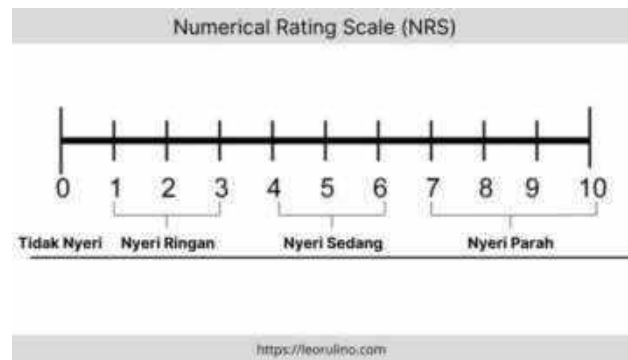 Numerical Rating Scale (NRS)
0 1 2 3 4 5 6 7 8 9 10
Tidak Nyeri Nyeri Ringan Nyeri Sedang Nyeri Parah
https://leorulino.com